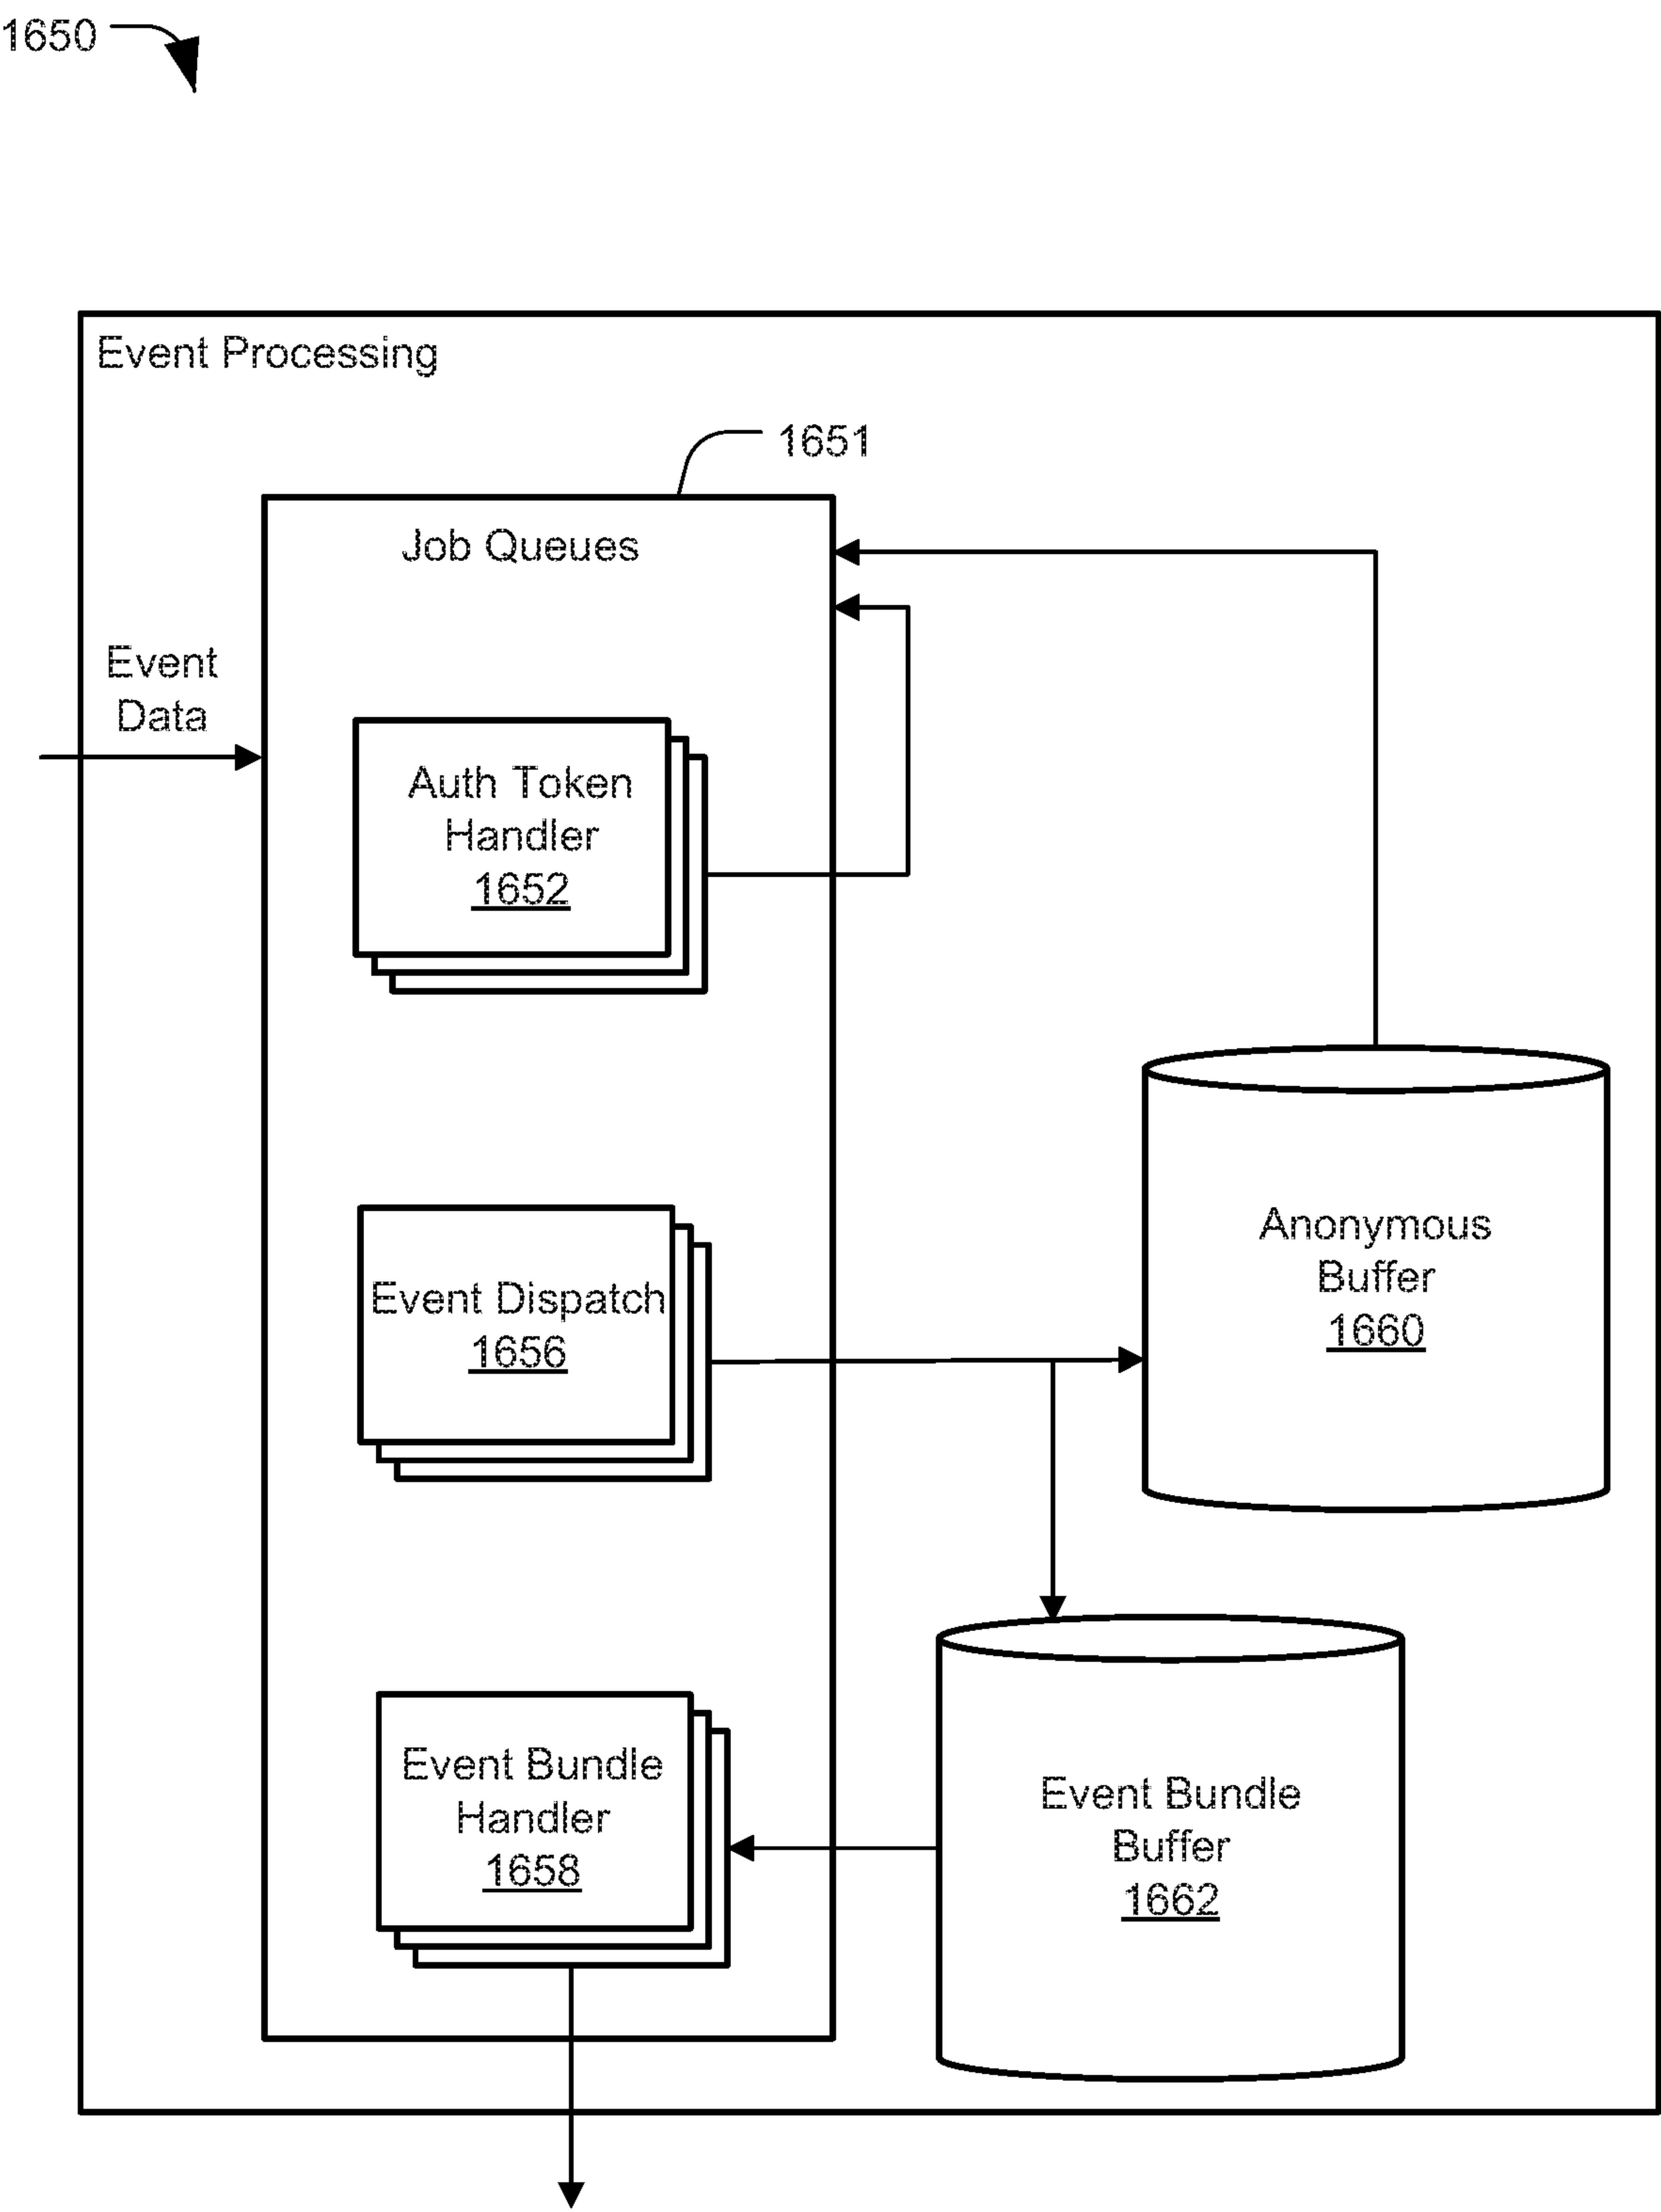 1650
Event Processing
1651
Job Queues
Event
Data
Auth Token
Handler
1652
Anonymous
Buffer
1660
Event Dispatch
1656
Event Bundle
Handler
1658
Event Bundle
Buffer
1662